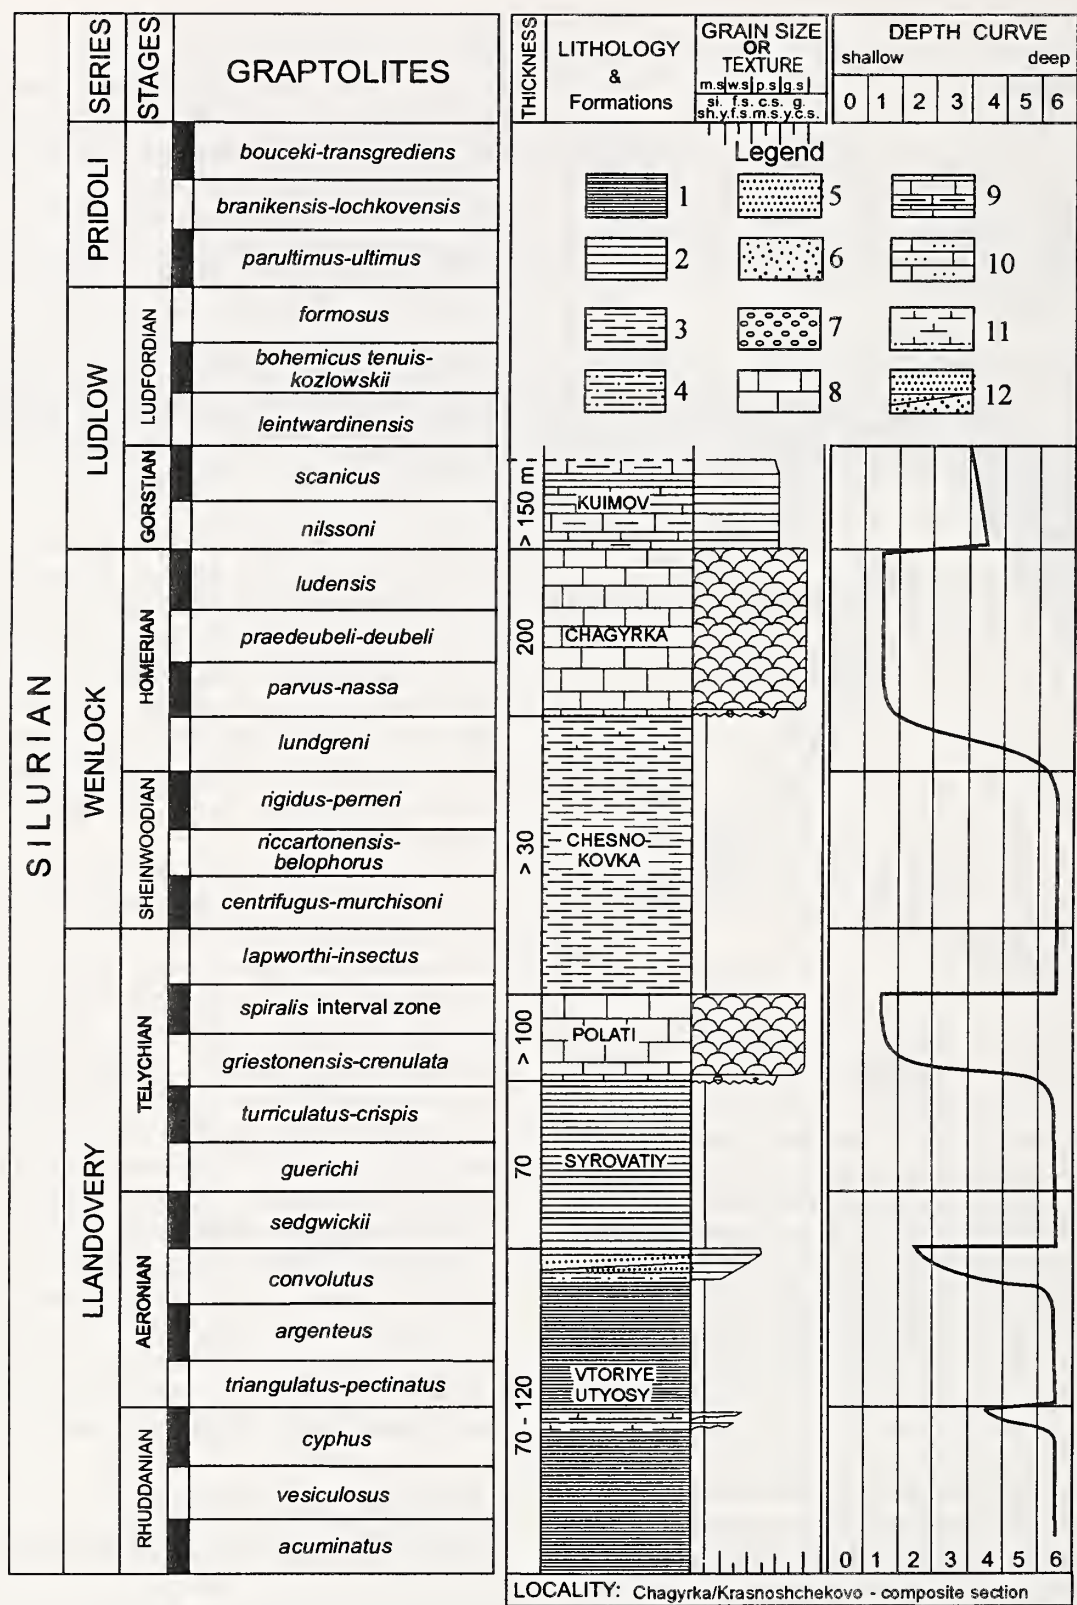 SERIES
STAGES
GRAPTOLITES
SILURIAN
PRIDOLI
LUDLOW
WENLOCK
LLANDOVERY
LUDFORDIAN
GORSTIAN
HOMERIAN
SHEINWOODIAN
TELYCHIAN
AERONIAN
RHUDDANIAN
bouceki-transgrediens
branikensis-lochkovensis
parultimus-ultimus
formosus
bohemicus tenuis-
kozlowskii
leintwardinensis
scanicus
nilssoni
ludensis
praedeubeli-deubeli
parvus-nassa
lundgreni
rigidus-perneri
riccartonensis-
belophorus
centrifugus-murchisoni
lapworthi-insectus
spiralis interval zone
griestonensis-crenulata
turriculatus-crispis
guerichi
sedgwickii
convolutus
argenteus
triangulatus-pectinatus
cyphus
vesiculosus
acuminatus
THICKNESS
LITHOLOGY
&
Formations
GRAIN SIZE
OR
TEXTURE
m.s w.s p.s g.s
si. f.s. c.s. g.
sh.y.f.s.m.s.y.c.s.
DEPTH CURVE
shallow deep
0 1 2 3 4 5 6
Legend
1 5 9
2 6 10
3 7 11
4 8 12
> 150 m
KUIMOV
200
CHAGYRKA
> 30
CHESNO-
KOVKA
> 100
POLATI
70
SYROVATIY
70 - 120
VTORIYE
UTYOSY
0 1 2 3 4 5 6
LOCALITY: Chagyrka/Krasnoshchekovo - composite section